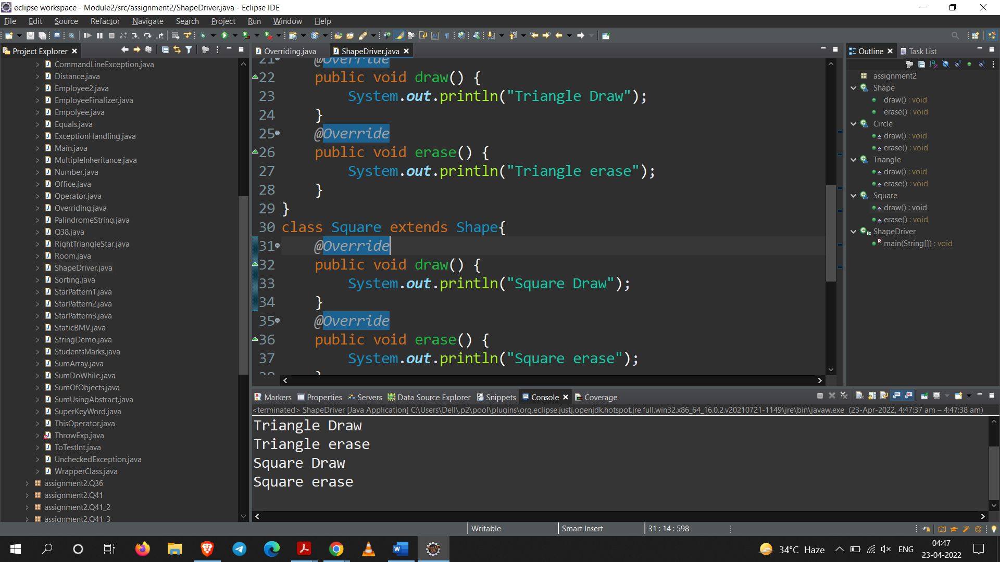 eclipse workspace - Module2/src/assignment2/ShapeDriver.java - Eclipse IDE
File Edit Source Refactor Navigate Search Project Run Window Help
Project Explorer
CommandLineException.java
Distance.java
Employee2.java
EmployeeFinalizer.java
Empolyee.java
Equals.java
ExceptionHandling.java
Main.java
MultipleInheritance.java
Number.java
Office.java
Operator.java
Overriding.java
PalindromeString.java
Q38.java
RightTriangleStar.java
Room.java
ShapeDriver.java
Sorting.java
StarPattern1.java
StarPattern2.java
StarPattern3.java
StaticBMV.java
StringDemo.java
StudentsMarks.java
SumArray.java
SumDoWhile.java
SumOfObjects.java
SumUsingAbstract.java
SuperKeyWord.java
ThisOperator.java
ThrowExp.java
ToTestInt.java
UncheckedException.java
WrapperClass.java
assignment2.Q36
assignment2.Q41
assignment2.Q41_2
assignment2.Q41_3
Overriding.java ShapeDriver.java
21 @Override
22 public void draw() {
23 System.out.println("Triangle Draw");
24 }
25 @Override
26 public void erase() {
27 System.out.println("Triangle erase");
28 }
29 }
30 class Square extends Shape{
31 @Override
32 public void draw() {
33 System.out.println("Square Draw");
34 }
35 @Override
36 public void erase() {
37 System.out.println("Square erase");
38 }
Outline Task List
assignment2
Shape
draw() : void
erase() : void
Circle
draw() : void
erase() : void
Triangle
draw() : void
erase() : void
Square
draw() : void
erase() : void
ShapeDriver
main(String[]) : void
Markers Properties Servers Data Source Explorer Snippets Console Coverage
<terminated> ShapeDriver [Java Application] C:\Users\Dell\.p2\pool\plugins\org.eclipse.justj.openjdk.hotspot.jre.full.win32.x86_64_16.0.2.v20210721-1149\jre\bin\javaw.exe (23-Apr-2022, 4:47:37 am – 4:47:38 am)
Triangle Draw
Triangle erase
Square Draw
Square erase
Writable Smart Insert 31 : 14 : 598
34°C Haze ENG 04:47
23-04-2022